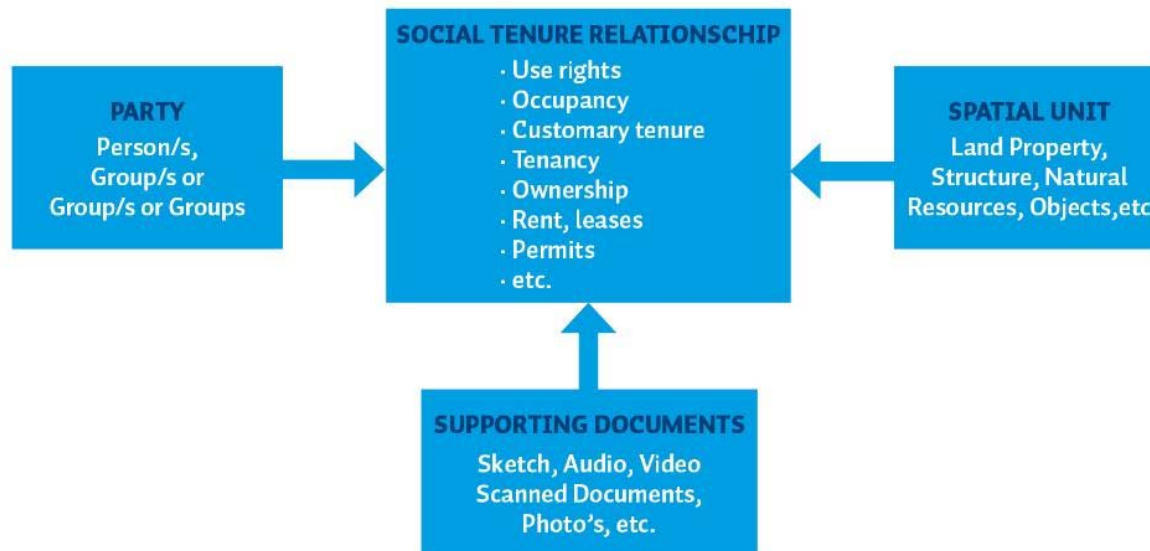 SOCIAL TENURE RELATIONSCHIP
· Use rights
· Occupancy
· Customary tenure
· Tenancy
· Ownership
· Rent, leases
· Permits
· etc.
PARTY
Person/s,
Group/s or
Group/s or Groups
SPATIAL UNIT
Land Property,
Structure, Natural
Resources, Objects,etc
SUPPORTING DOCUMENTS
Sketch, Audio, Video
Scanned Documents,
Photo's, etc.